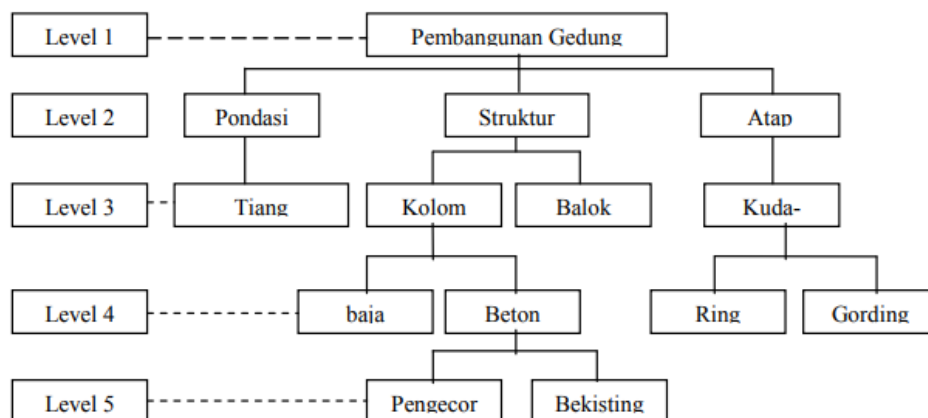 Level 1
Pembangunan Gedung
Level 2
Pondasi
Struktur
Atap
Level 3
Tiang
Kolom
Balok
Kuda-
Level 4
baja
Beton
Ring
Gording
Level 5
Pengecor
Bekisting